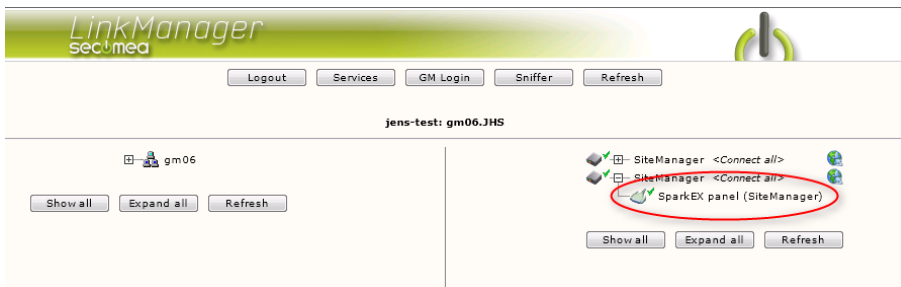 LinkManager
secomea
Logout Services GM Login Sniffer Refresh
jens-test: gm06.JHS
gm06
Show all Expand all Refresh
SiteManager <Connect all>
SiteManager <Connect all>
SparkEX panel (SiteManager)
Show all Expand all Refresh